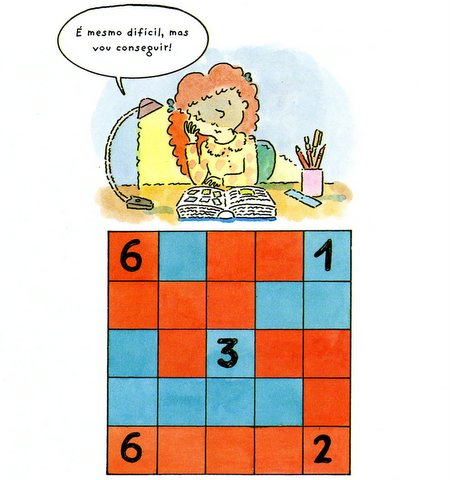 É mesmo difícil, mas
vou conseguir!
6 1
3
6 2